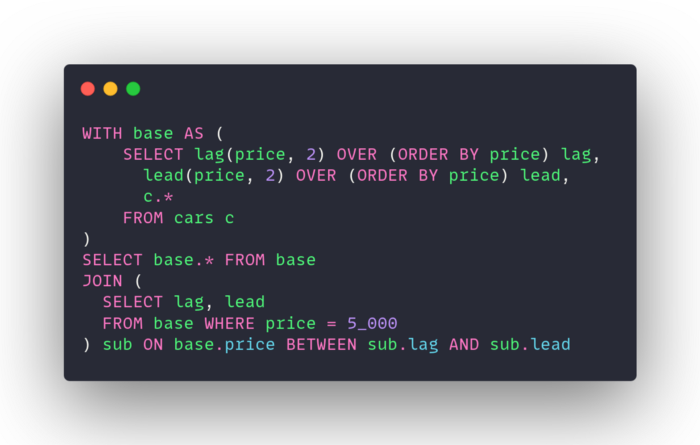 WITH base AS (
    SELECT lag(price, 2) OVER (ORDER BY price) lag,
      lead(price, 2) OVER (ORDER BY price) lead,
      c.*
    FROM cars c
)
SELECT base.* FROM base
JOIN (
  SELECT lag, lead
  FROM base WHERE price = 5_000
) sub ON base.price BETWEEN sub.lag AND sub.lead